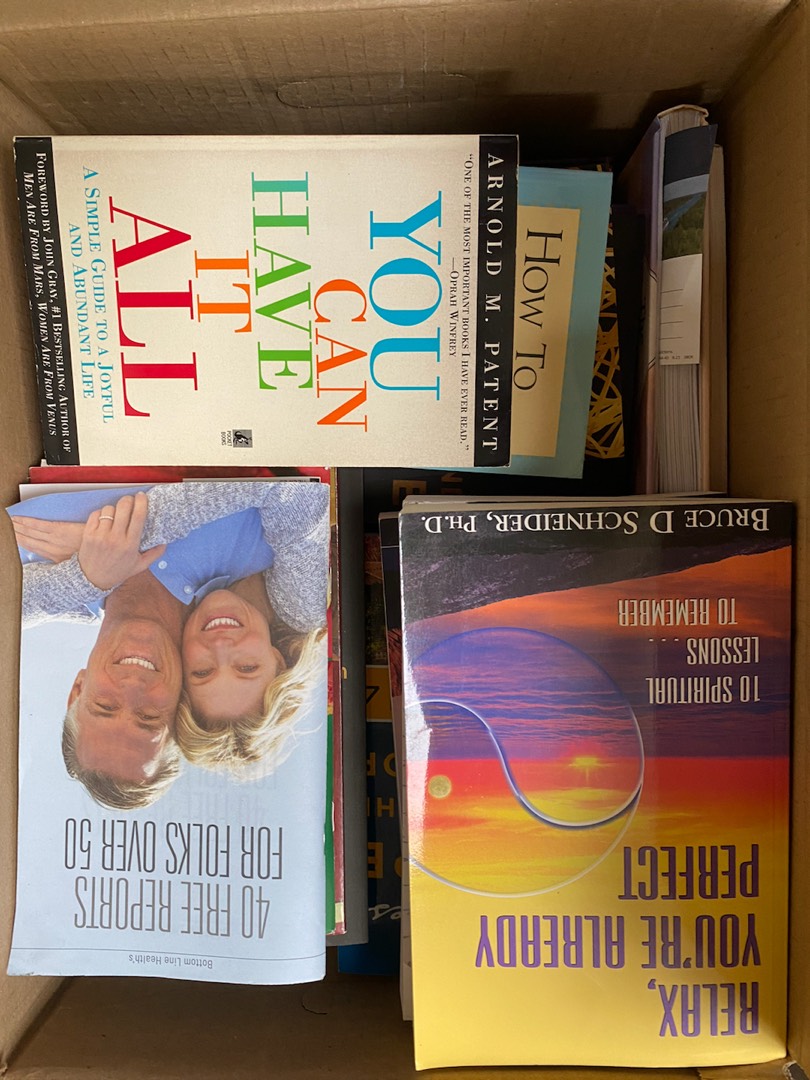 ARNOLD M. PATENT
"ONE OF THE MOST IMPORTANT BOOKS I HAVE EVER READ."
—OPRAH WINFREY
YOU
CAN
HAVE
IT
ALL
A SIMPLE GUIDE TO A JOYFUL
AND ABUNDANT LIFE
FOREWORD BY JOHN GRAY, #1 BESTSELLING AUTHOR OF
MEN ARE FROM MARS, WOMEN ARE FROM VENUS
POCKET
BOOKS
HOW TO
Bottom Line Health's
40 FREE REPORTS
FOR FOLKS OVER 50
RELAX,
YOU'RE ALREADY
PERFECT
10 SPIRITUAL
LESSONS
TO REMEMBER
BRUCE D SCHNEIDER, PH.D.